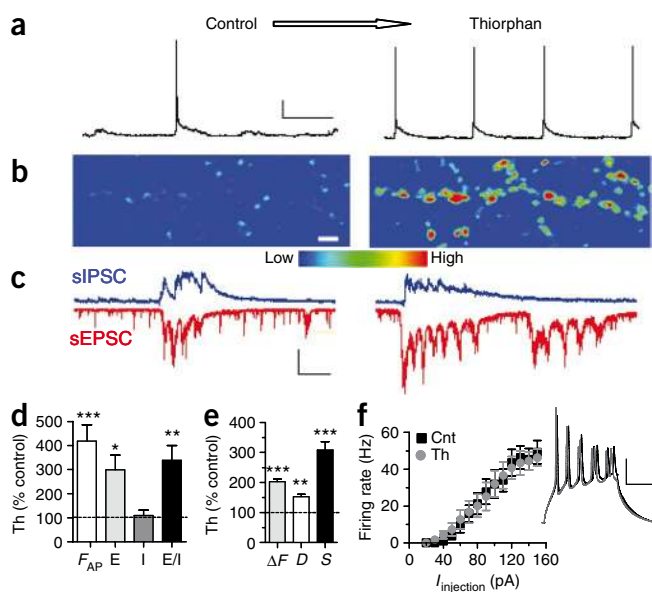 a
Control
Thiorphan
b
Low
High
c
sIPSC
sEPSC
d
Th (% control)
500
400
300
200
100
0
***
*
**
F_AP
E
I
E/I
e
Th (% control)
400
300
200
100
0
***
**
***
ΔF
D
S
f
Firing rate (Hz)
60
40
20
0
Cnt
Th
0
40
80
120
160
I_injection (pA)